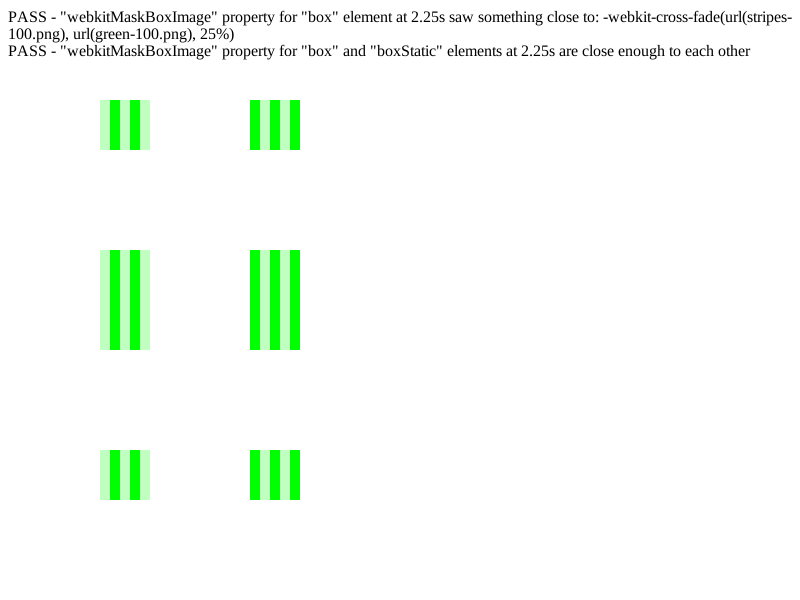 PASS - "webkitMaskBoxImage" property for "box" element at 2.25s saw something close to: -webkit-cross-fade(url(stripes-
100.png), url(green-100.png), 25%)
PASS - "webkitMaskBoxImage" property for "box" and "boxStatic" elements at 2.25s are close enough to each other